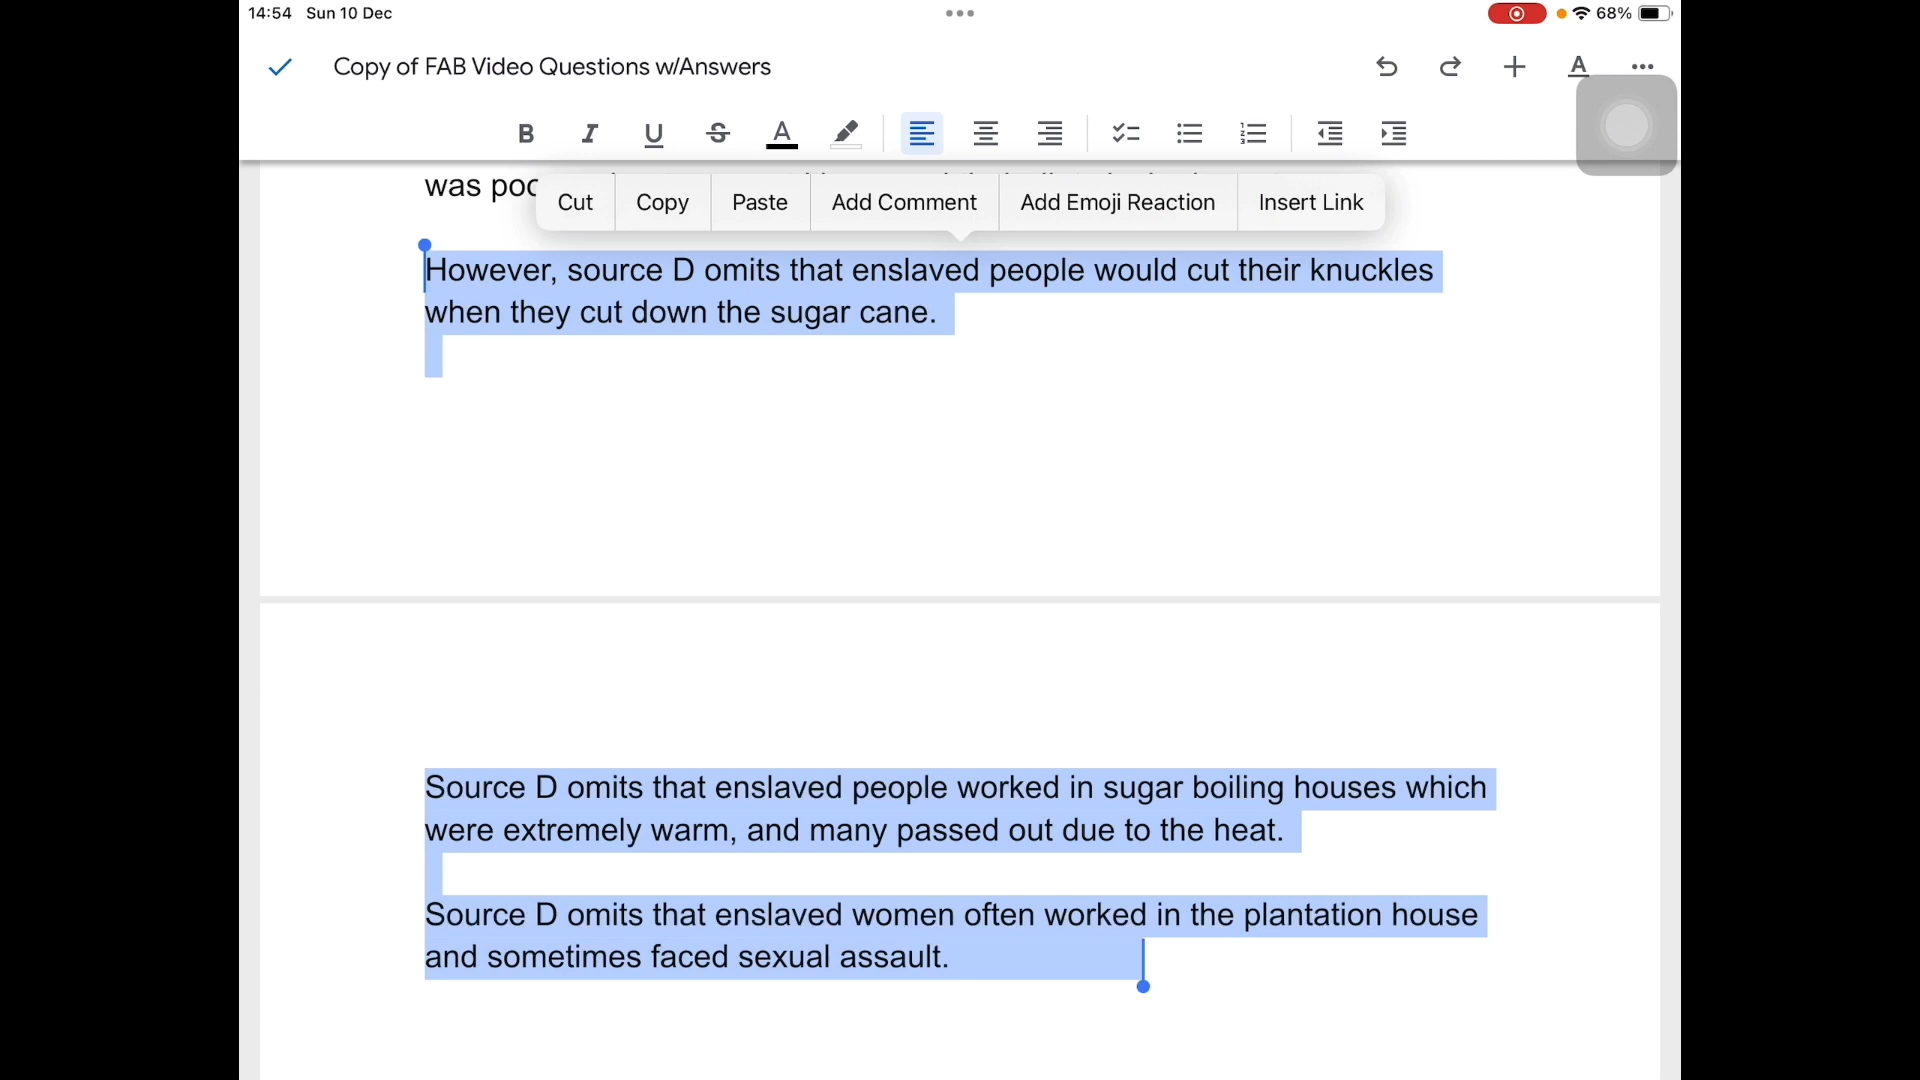 14:54 Sun 10 Dec
68%
Copy of FAB Video Questions w/Answers
was
Cut Copy Paste Add Comment Add Emoji Reaction Insert Link
However, source D omits that enslaved people would cut their knuckles
when they cut down the sugar cane.
Source D omits that enslaved people worked in sugar boiling houses which
were extremely warm, and many passed out due to the heat.
Source D omits that enslaved women often worked in the plantation house
and sometimes faced sexual assault.